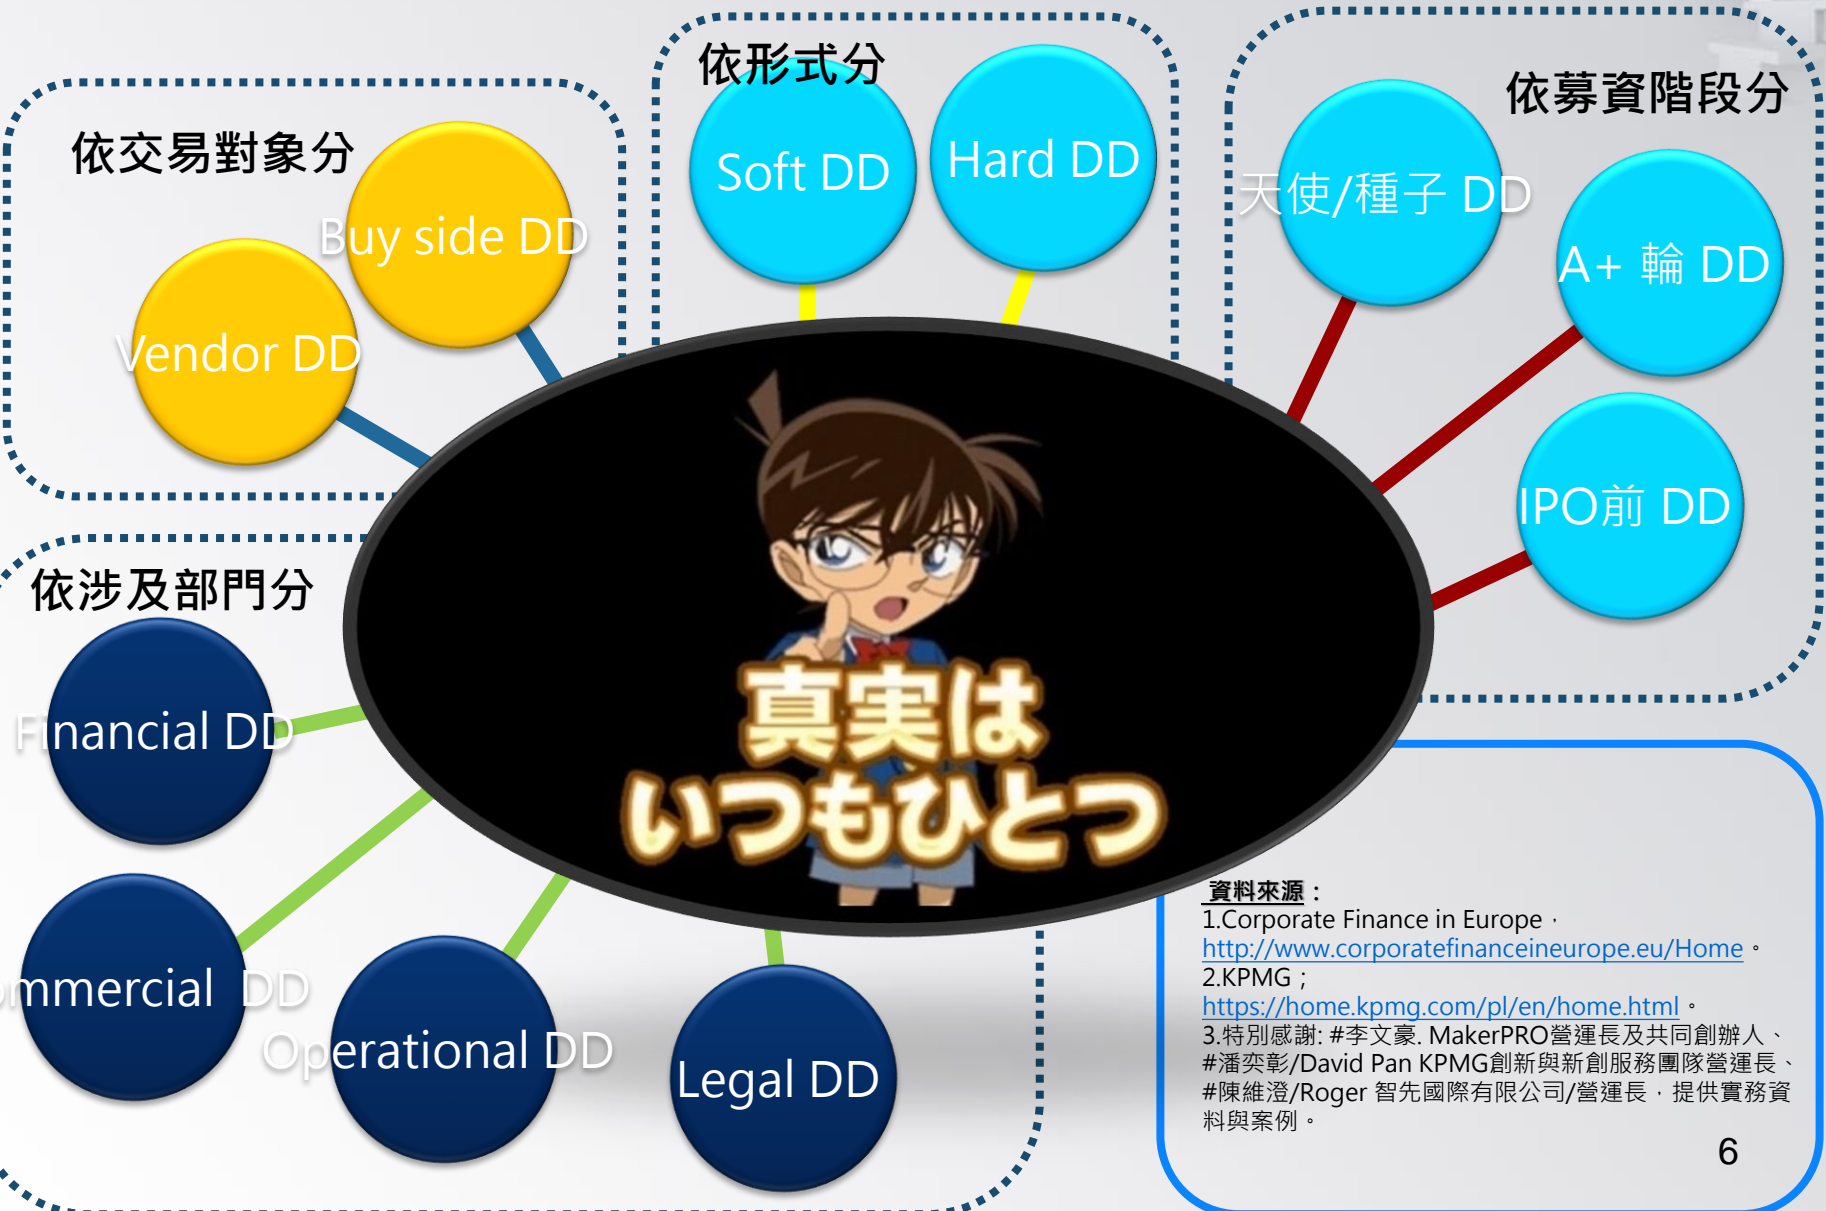 依交易對象分
Buy side DD
Vendor DD
依形式分
Soft DD
Hard DD
依募資階段分
天使/種子 DD
A+ 輪 DD
IPO前 DD
依涉及部門分
Financial DD
ommercial DD
Operational DD
Legal DD
真実は
いつもひとつ
資料來源：
1.Corporate Finance in Europe，
http://www.corporatefinanceineurope.eu/Home。
2.KPMG；
https://home.kpmg.com/pl/en/home.html。
3.特別感謝: #李文豪. MakerPRO營運長及共同創辦人、
#潘奕彰/David Pan KPMG創新與新創服務團隊營運長、
#陳維澄/Roger 智先國際有限公司/營運長，提供實務資
料與案例。
6